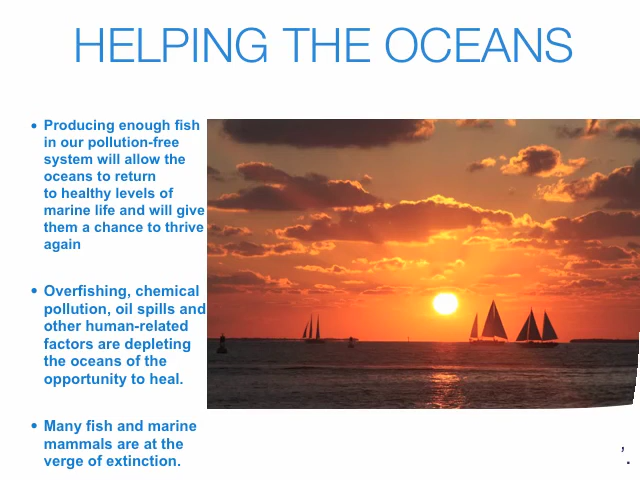 HELPING THE OCEANS
• Producing enough fish
in our pollution-free
system will allow the
oceans to return
to healthy levels of
marine life and will give
them a chance to thrive
again
• Overfishing, chemical
pollution, oil spills and
other human-related
factors are depleting
the oceans of the
opportunity to heal.
• Many fish and marine
mammals are at the
verge of extinction.
’.